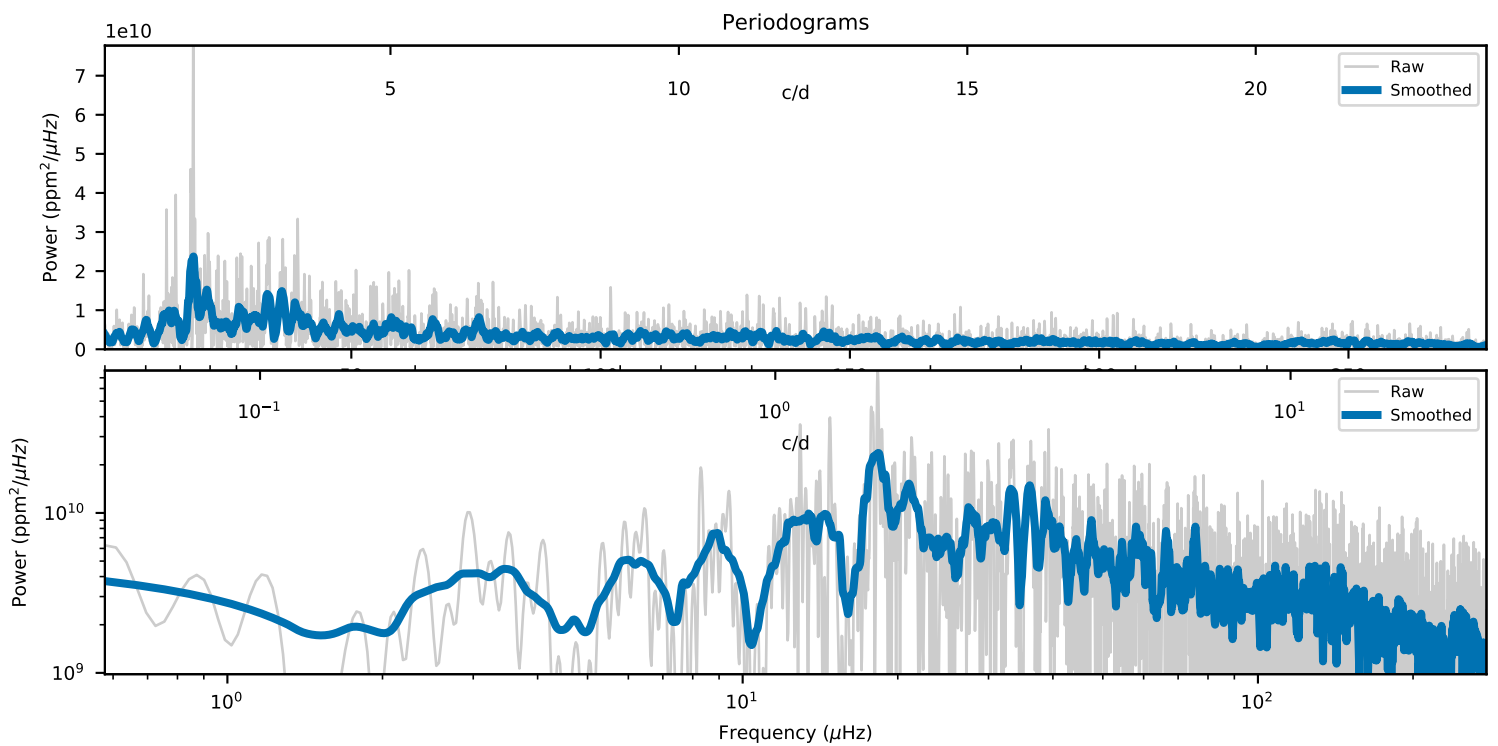 Periodograms
1e10
7
6
5
4
3
2
1
0
Power (ppm²/μHz)
5 10 15 20
c/d
Raw
Smoothed
10⁻¹ 10⁰ 10¹
c/d
Raw
Smoothed
Power (ppm²/μHz)
10¹⁰
10⁹
10⁰ 10¹ 10²
Frequency (μHz)